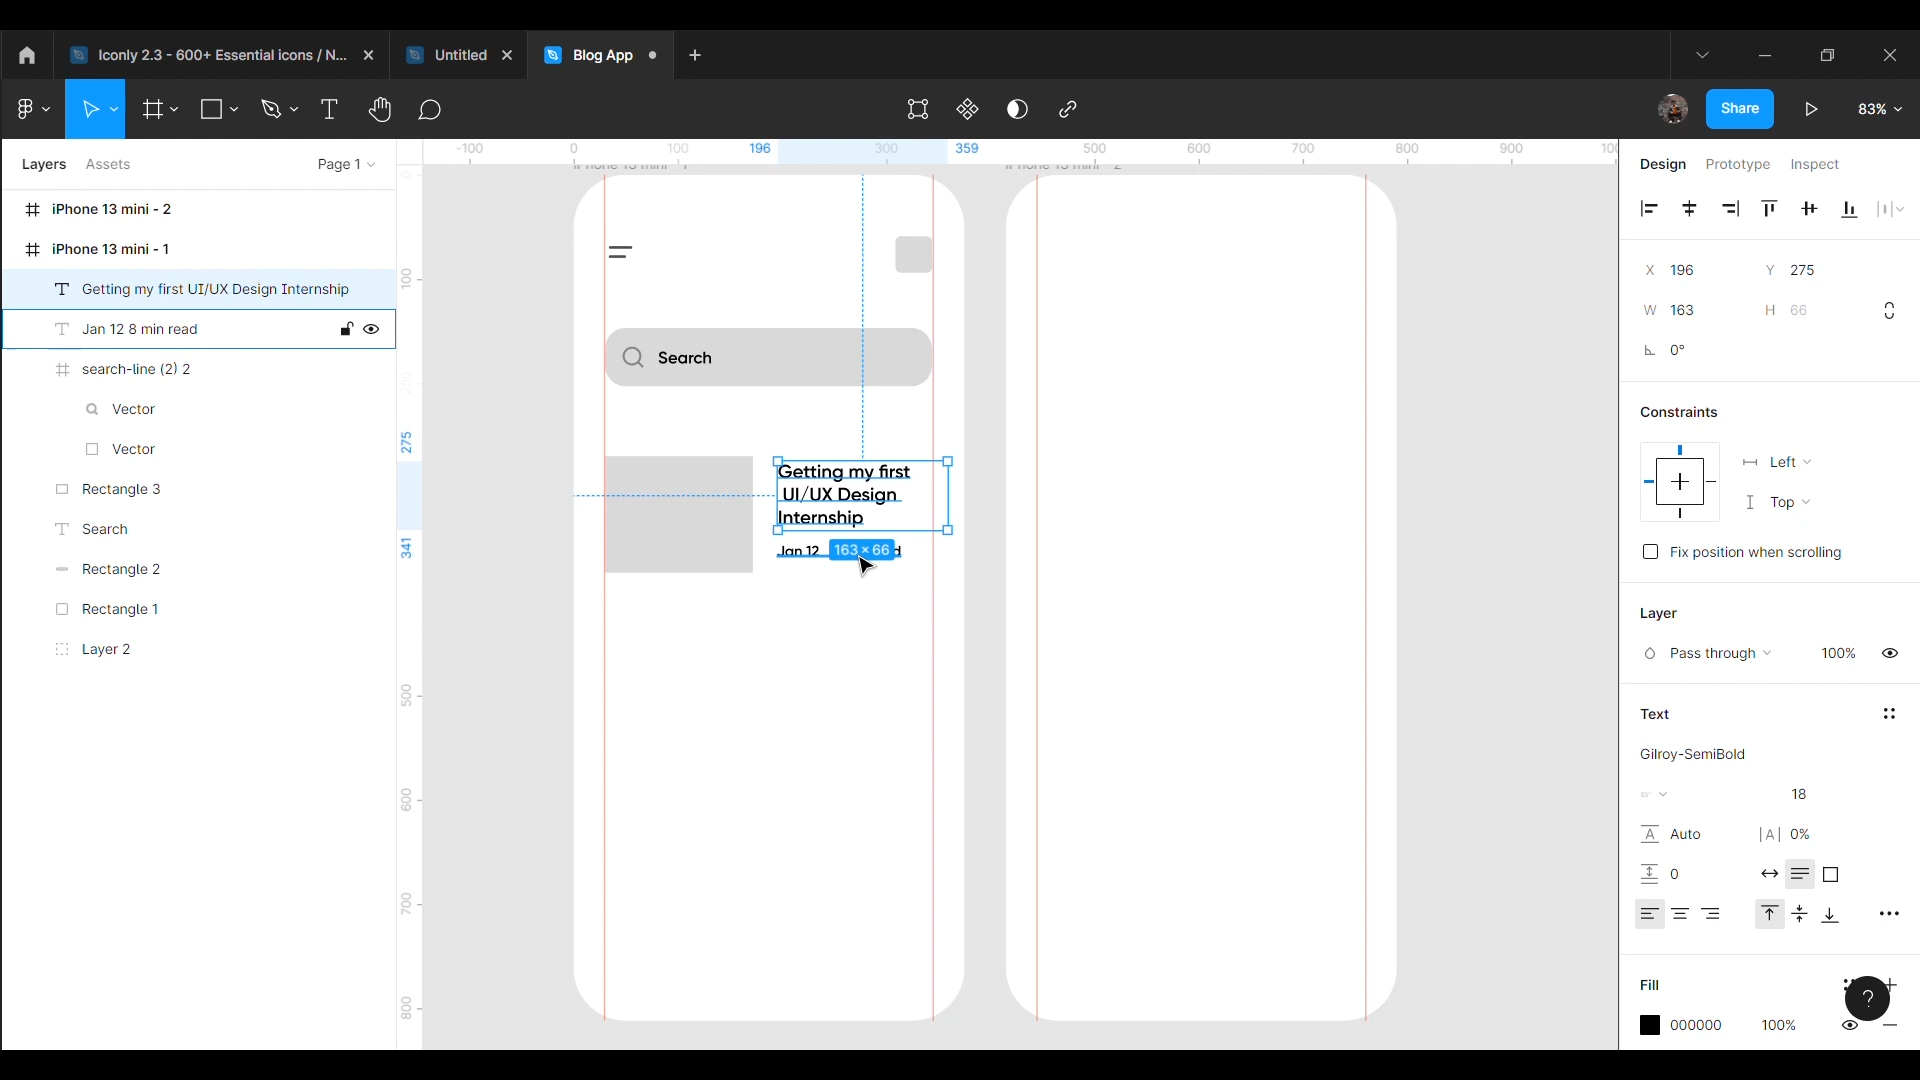 Iconly 2.3 - 600+ Essential icons / N...
Untitled
Blog App
Share
83%
Layers
Assets
Page 1
-100
0
100
196
300
359
500
600
700
800
900
iPhone 13 mini - 2
iPhone 13 mini - 1
Getting my first UI/UX Design Internship
Jan 12 8 min read
search-line (2) 2
Vector
Vector
Rectangle 3
Search
Rectangle 2
Rectangle 1
Layer 2
0
100
200
275
341
500
600
700
800
Search
Getting my first
UI/UX Design
Internship
Jan 12
163 × 66
Design
Prototype
Inspect
X 196
Y 275
W 163
H 66
0°
Constraints
Left
Top
Fix position when scrolling
Layer
Pass through
100%
Text
Gilroy-SemiBold
18
A Auto
|A| 0%
0
Fill
?
000000
100%